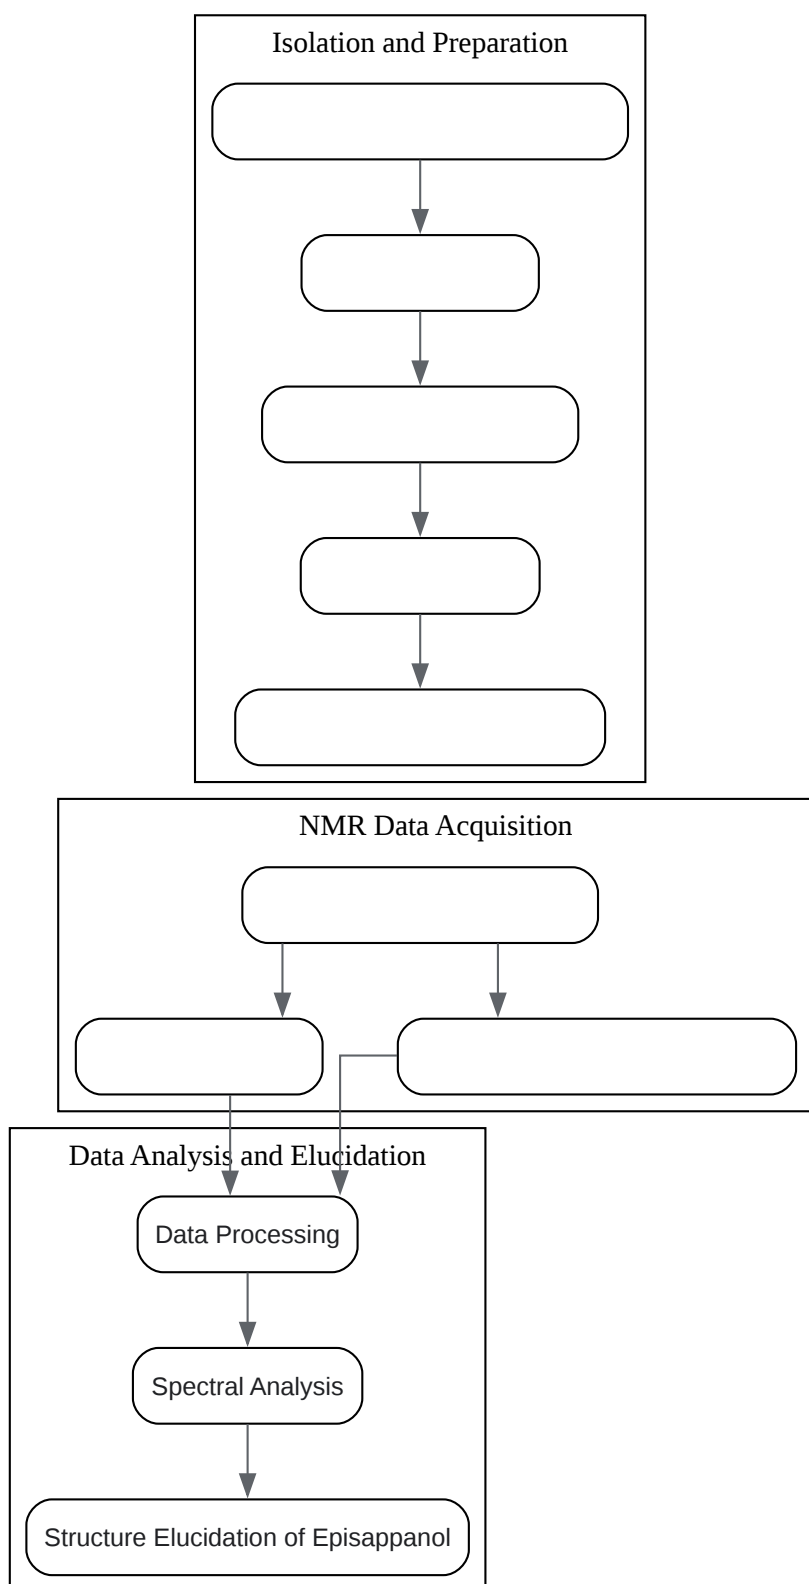 Isolation and Preparation
NMR Data Acquisition
Data Analysis and Elucidation
Data Processing
Spectral Analysis
Structure Elucidation of Episappanol